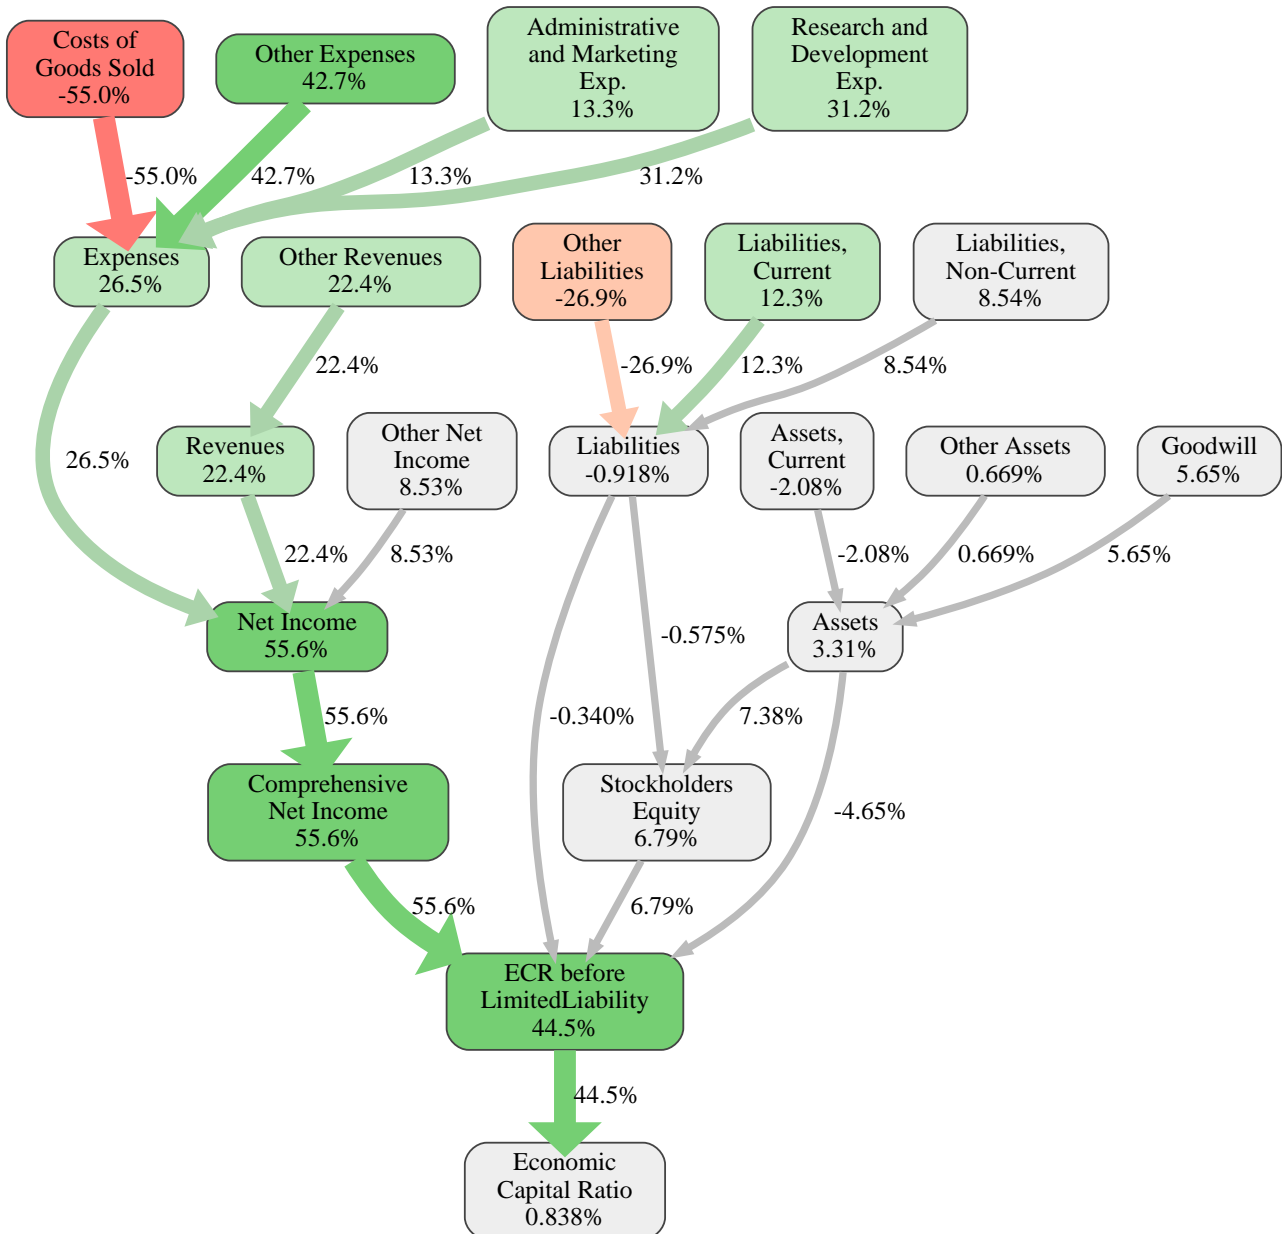 Costs of
Goods Sold
-55.0%
Other Expenses
42.7%
Administrative
and Marketing
Exp.
13.3%
Research and
Development
Exp.
31.2%
-55.0%
42.7%
13.3%
31.2%
Expenses
26.5%
Other Revenues
22.4%
Other
Liabilities
-26.9%
Liabilities,
Current
12.3%
Liabilities,
Non-Current
8.54%
22.4%
-26.9%
12.3%
8.54%
26.5%
Revenues
22.4%
Other Net
Income
8.53%
Liabilities
-0.918%
Assets,
Current
-2.08%
Other Assets
0.669%
Goodwill
5.65%
22.4%
8.53%
-2.08%
0.669%
5.65%
Net Income
55.6%
-0.575%
Assets
3.31%
55.6%
-0.340%
7.38%
Comprehensive
Net Income
55.6%
Stockholders
Equity
6.79%
-4.65%
55.6%
6.79%
ECR before
LimitedLiability
44.5%
44.5%
Economic
Capital Ratio
0.838%